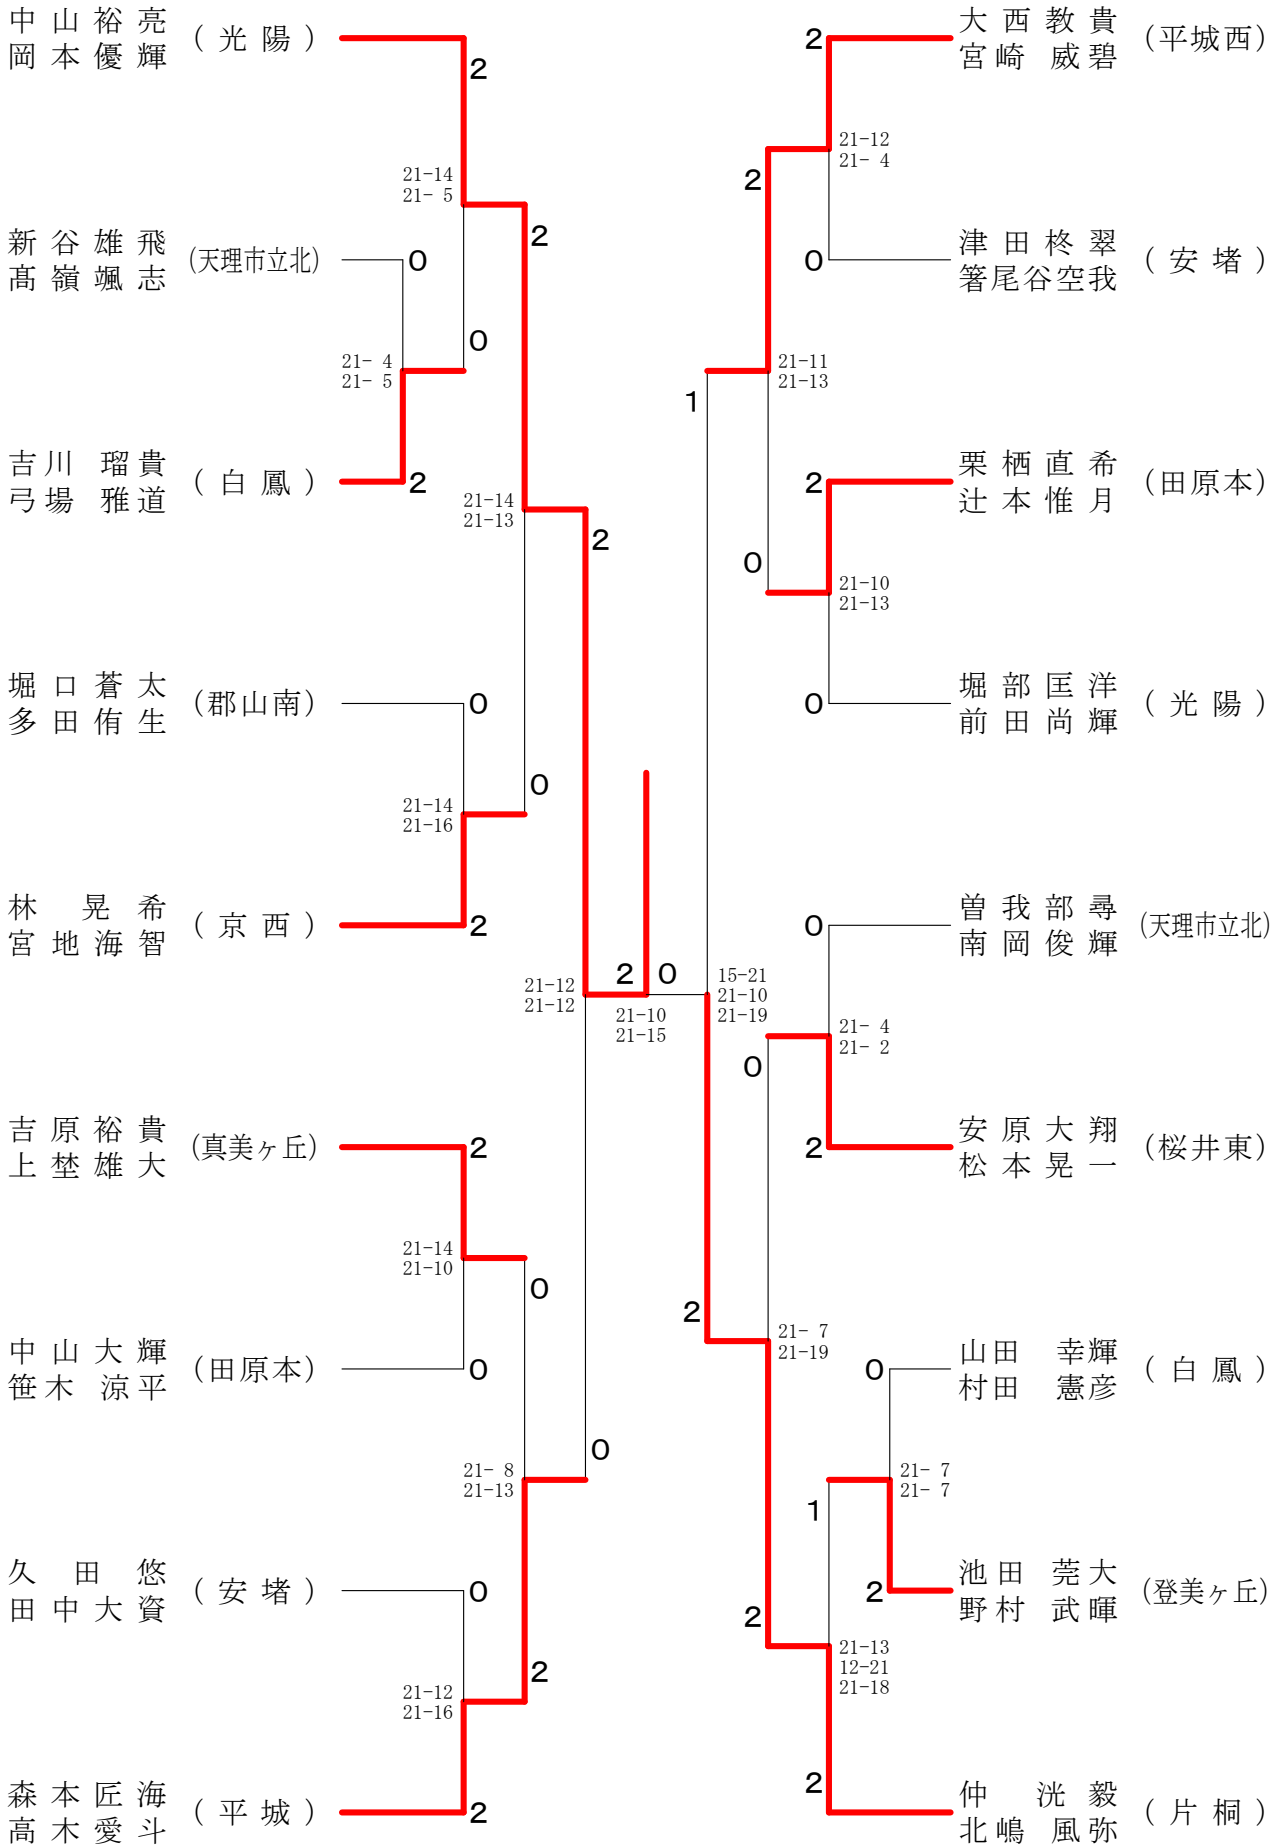 中山裕亮
岡本優輝
(光陽)
2
21-14
21- 5
2
新谷雄飛
髙嶺颯志
(天理市立北)
0
0
21- 4
21- 5
吉川 瑠貴
弓場 雅道
(白鳳)
2
21-14
21-13
2
堀口蒼太
多田侑生
(郡山南)
0
0
21-14
21-16
林 晃希
宮地海智
(京西)
2
21-12
21-12
2 0
21-10
21-15
吉原裕貴
上埜雄大
(真美ヶ丘)
2
21-14
21-10
0
中山大輝
笹木 涼平
(田原本)
0
0
21- 8
21-13
久田悠
田中大資
(安堵)
0
2
21-12
21-16
森本匠海
高木愛斗
(平城)
2
2
大西教貴
宮崎 威碧
(平城西)
21-12
21- 4
2
0
津田柊翠
箸尾谷空我
(安堵)
1
21-11
21-13
2
栗栖直希
辻本惟月
(田原本)
0
21-10
21-13
0
堀部匡洋
前田尚輝
(光陽)
0
曽我部尋
南岡俊輝
(天理市立北)
15-21
21-10
21-19
21- 4
21- 2
0
2
安原大翔
松本晃一
(桜井東)
2
21- 7
21-19
0
山田 幸輝
村田 憲彦
(白鳳)
21- 7
21- 7
1
2
池田 莞大
野村 武暉
(登美ヶ丘)
2
21-13
12-21
21-18
2
仲 洸毅
北嶋 風弥
(片桐)